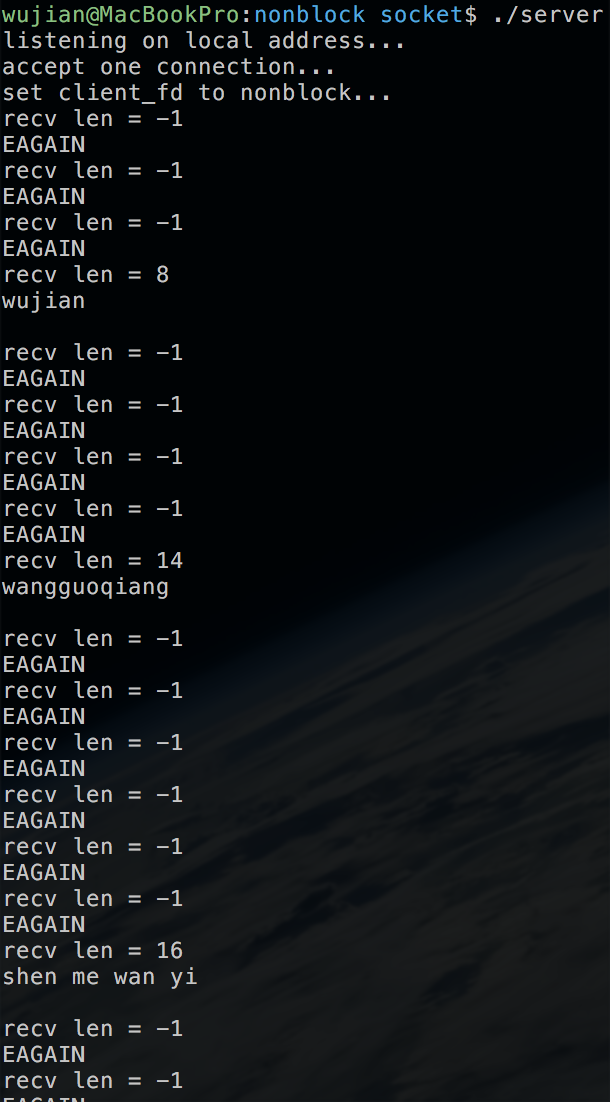 wujian@MacBookPro:nonblock socket$ ./server
listening on local address...
accept one connection...
set client_fd to nonblock...
recv len = -1
EAGAIN
recv len = -1
EAGAIN
recv len = -1
EAGAIN
recv len = 8
wujian
recv len = -1
EAGAIN
recv len = -1
EAGAIN
recv len = -1
EAGAIN
recv len = -1
EAGAIN
recv len = 14
wangguoqiang
recv len = -1
EAGAIN
recv len = -1
EAGAIN
recv len = -1
EAGAIN
recv len = -1
EAGAIN
recv len = -1
EAGAIN
recv len = -1
EAGAIN
recv len = 16
shen me wan yi
recv len = -1
EAGAIN
recv len = -1
EAGAIN